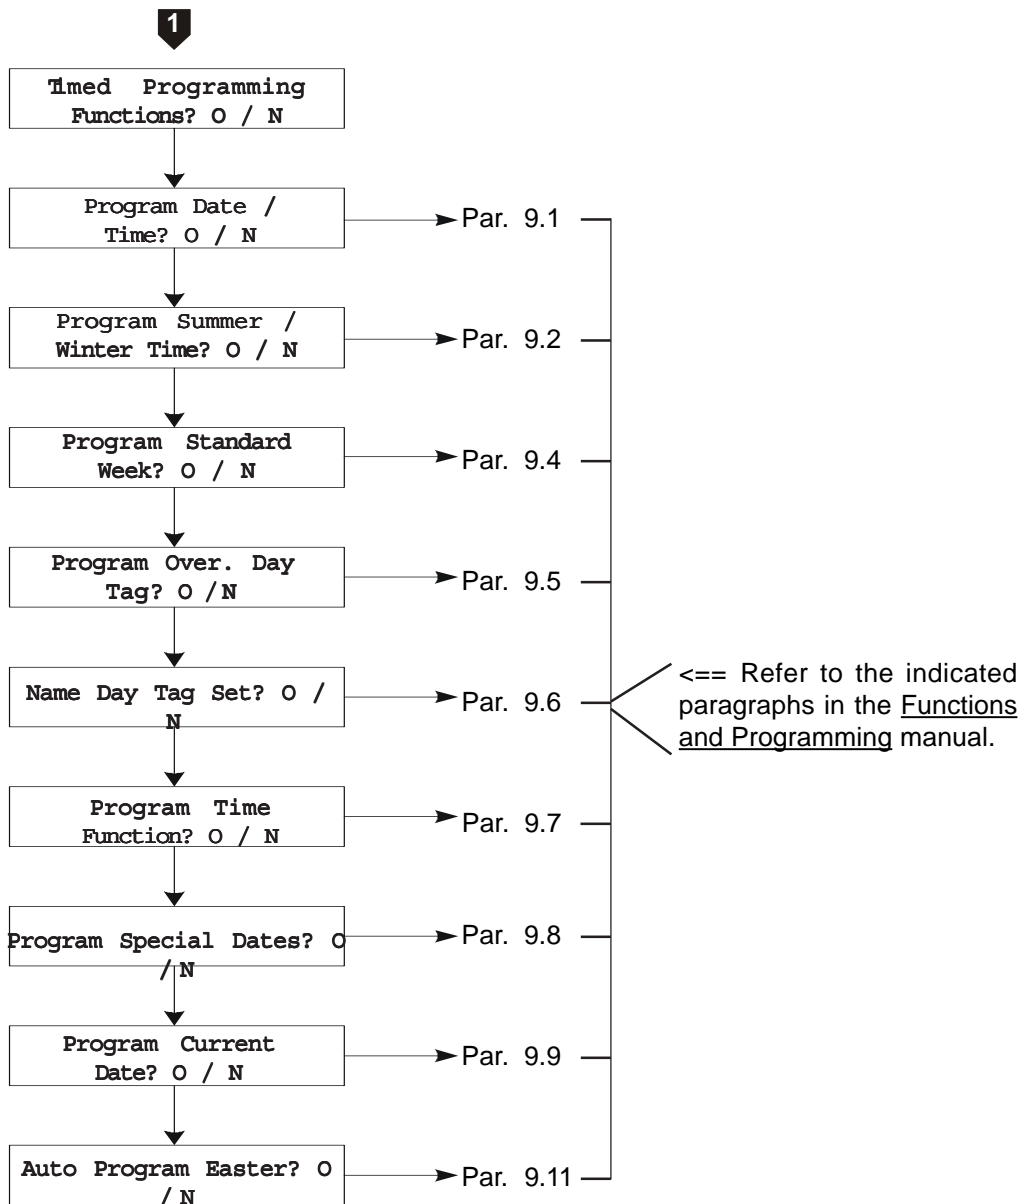 1
Timed Programming
Functions? O / N
Program Date /
Time? O / N
Par. 9.1
Program Summer /
Winter Time? O / N
Par. 9.2
Program Standard
Week? O / N
Par. 9.4
Program Over. Day
Tag? O / N
Par. 9.5
Name Day Tag Set? O /
N
Par. 9.6
<== Refer to the indicated
paragraphs in the Functions
and Programming manual.
Program Time
Function? O / N
Par. 9.7
Program Special Dates? O
/ N
Par. 9.8
Program Current
Date? O / N
Par. 9.9
Auto Program Easter? O
/ N
Par. 9.11